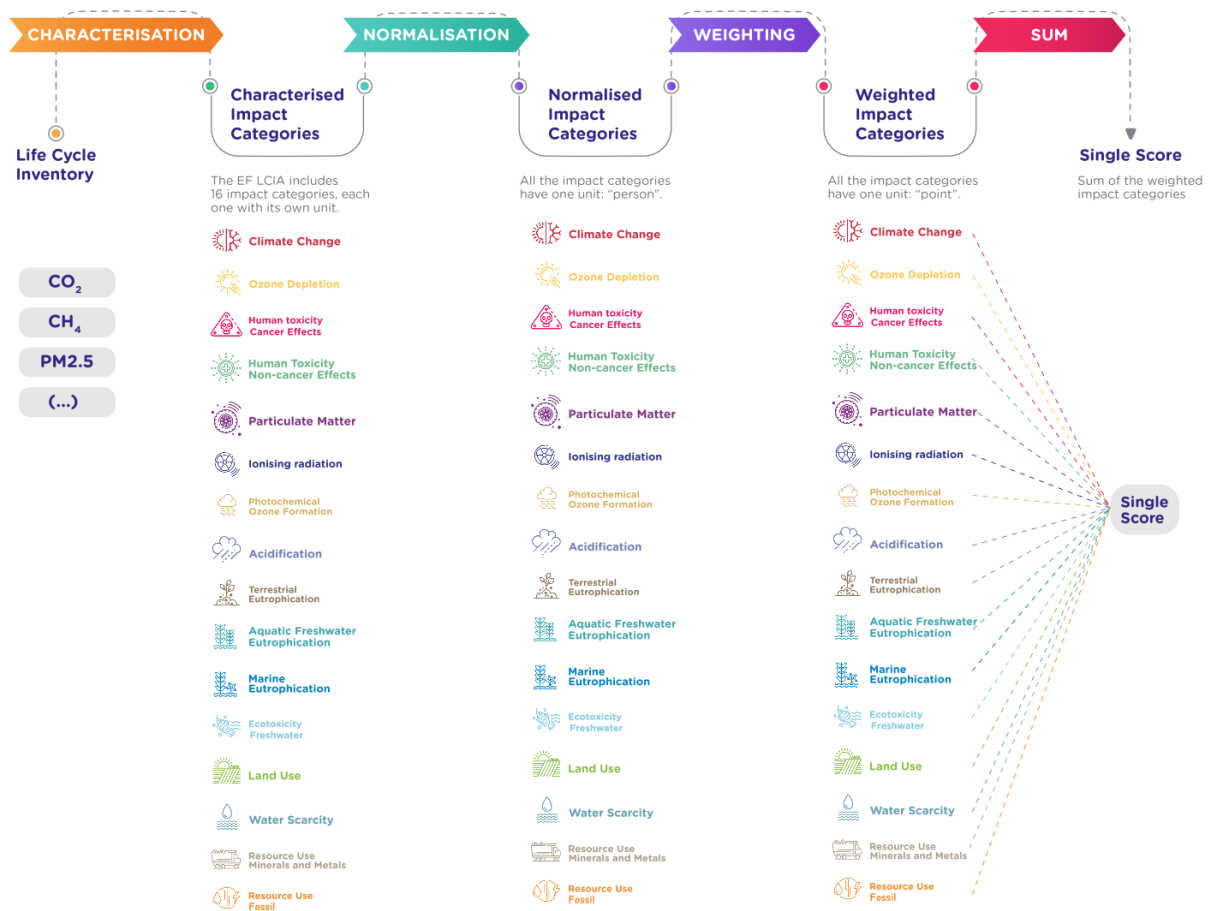 CHARACTERISATION
NORMALISATION
WEIGHTING
SUM
Life Cycle
Inventory
CO₂
CH₄
PM2.5
(...)
Characterised
Impact
Categories
The EF LCIA includes
16 impact categories, each
one with its own unit.
Climate Change
Ozone Depletion
Human toxicity
Cancer Effects
Human Toxicity
Non-cancer Effects
Particulate Matter
Ionising radiation
Photochemical
Ozone Formation
Acidification
Terrestrial
Eutrophication
Aquatic Freshwater
Eutrophication
Marine
Eutrophication
Ecotoxicity
Freshwater
Land Use
Water Scarcity
Resource Use
Minerals and Metals
Resource Use
Fossil
Normalised
Impact
Categories
All the impact categories
have one unit: “person”.
Climate Change
Ozone Depletion
Human toxicity
Cancer Effects
Human Toxicity
Non-cancer Effects
Particulate Matter
Ionising radiation
Photochemical
Ozone Formation
Acidification
Terrestrial
Eutrophication
Aquatic Freshwater
Eutrophication
Marine
Eutrophication
Ecotoxicity
Freshwater
Land Use
Water Scarcity
Resource Use
Minerals and Metals
Resource Use
Fossil
Weighted
Impact
Categories
All the impact categories
have one unit: “point”.
Climate Change
Ozone Depletion
Human toxicity
Cancer Effects
Human Toxicity
Non-cancer Effects
Particulate Matter
Ionising radiation
Photochemical
Ozone Formation
Acidification
Terrestrial
Eutrophication
Aquatic Freshwater
Eutrophication
Marine
Eutrophication
Ecotoxicity
Freshwater
Land Use
Water Scarcity
Resource Use
Minerals and Metals
Resource Use
Fossil
Single Score
Sum of the weighted
impact categories
Single
Score